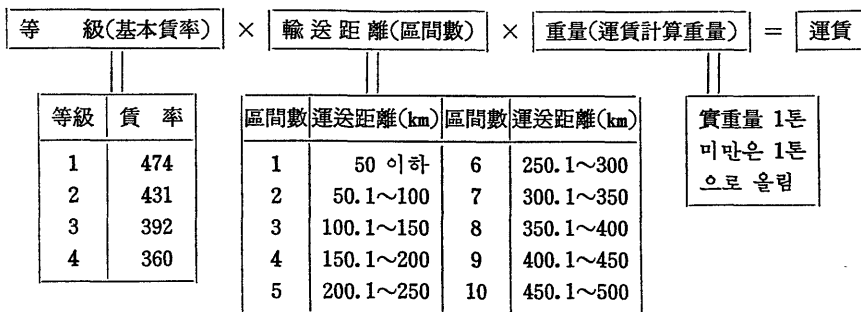 等 級(基本賃率) × 輸送距離(區間數) × 重量(運賃計算重量) = 運賃
等級 賃 率
1 474
2 431
3 392
4 360
區間數 運送距離(km) 區間數 運送距離(km)
1 50 이하 6 250.1~300
2 50.1~100 7 300.1~350
3 100.1~150 8 350.1~400
4 150.1~200 9 400.1~450
5 200.1~250 10 450.1~500
實重量 1톤
미만은 1톤
으로 올림